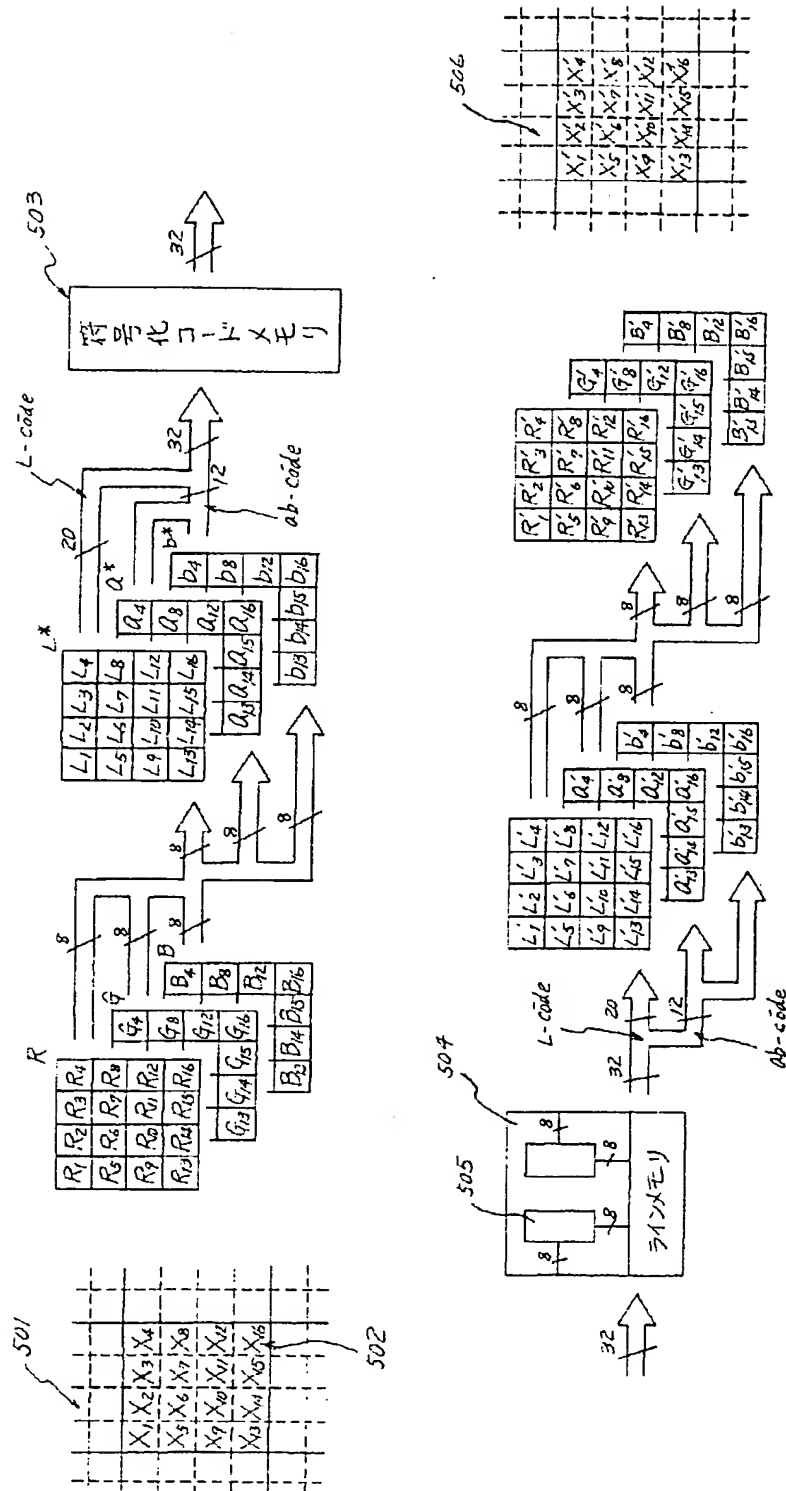 501
X1 X2 X3 X4
X5 X6 X7 X8
X9 X10 X11 X12
X13 X14 X15 X16
502
R
R1 R2 R3 R4
R5 R6 R7 R8
R9 R10 R11 R12
R13 R14 R15 R16
G
G4
G8
G12
G13 G14 G15 G16
B
B4
B8
B12
B13 B14 B15 B16
8
8
8
8
8
8
L*
L1 L2 L3 L4
L5 L6 L7 L8
L9 L10 L11 L12
L13 L14 L15 L16
a*
a4
a8
a12
a13 a14 a15 a16
b*
b4
b8
b12
b13 b14 b15 b16
20
L-code
12
ab-code
32
503
符号化
コード
メモリ
32
32
504
505
8
8
8
8
ラインメモリ
32
L-code
20
12
ab-code
L'1 L'2 L'3 L'4
L'5 L'6 L'7 L'8
L'9 L'10 L'11 L'12
L'13 L'14 L'15 L'16
a'4
a'8
a'12
a'13 a'14 a'15 a'16
b'4
b'8
b'12
b'13 b'14 b'15 b'16
8
8
8
8
8
8
R'1 R'2 R'3 R'4
R'5 R'6 R'7 R'8
R'9 R'10 R'11 R'12
R'13 R'14 R'15 R'16
G'4
G'8
G'12
G'13 G'14 G'15 G'16
B'4
B'8
B'12
B'13 B'14 B'15 B'16
506
X'1 X'2 X'3 X'4
X'5 X'6 X'7 X'8
X'9 X'10 X'11 X'12
X'13 X'14 X'15 X'16